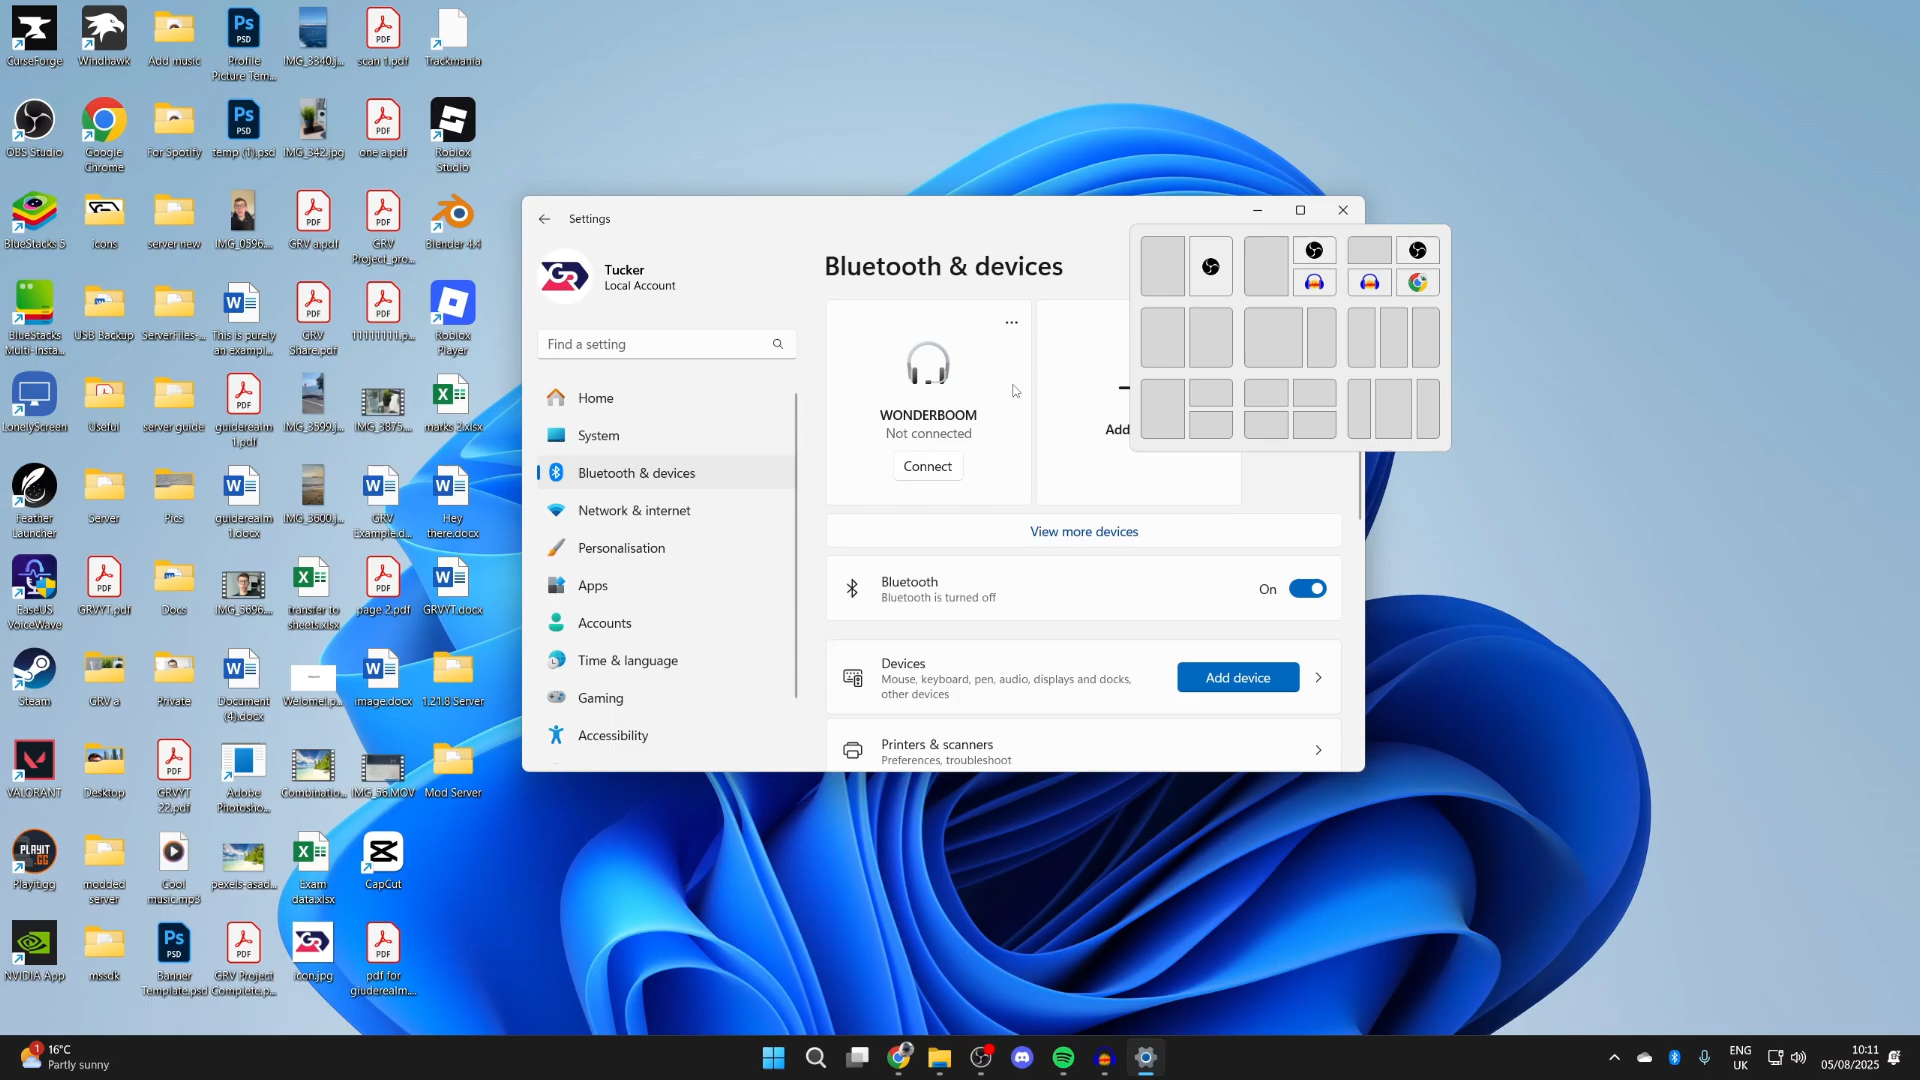 CurseForge
Windhawk
Add music
Profile
Picture Tem...
IMG_3340.j...
scan 1.pdf
Trackmania
OBS Studio
Google
Chrome
For Spotify
temp (1).psd
IMG_342.jpg
one a.pdf
Roblox
Studio
BlueStacks 5
icons
server new
IMG_0596....
GRV a.pdf
GRV
Project_pro...
Blender 4.4
BlueStacks
Multi-Insta...
USB Backup
ServerFiles-...
This is purely
an exampl...
GRV
Share.pdf
11111111.p...
Roblox
Player
LonelyScreen
Useful
server guide
guiderealm
1.pdf
IMG_3599.j...
IMG_3875....
marks 2.xlsx
Feather
Launcher
Server
Pics
guiderealm
1.docx
IMG_3600.j...
GRV
Example.d...
Hey
there.docx
EaseUS
VoiceWave
GRVYT.pdf
Docs
IMG_3696....
transfer to
sheets.xlsx
page 2.pdf
GRVYT.docx
Steam
GRV a
Private
Document
(4).docx
image.docx
1.21.8 Server
VALORANT
Desktop
GRVYT
22.pdf
Adobe
Photosho...
Combinatio...
IMG_56.MOV
Mod Server
PLAYIT
.GG
Playit.gg
modded
server
Cool
music.mp3
pexels-asad...
Exam
data.xlsx
CapCut
NVIDIA App
mssdk
Banner
Template.psd
GRV Project
Complete.p...
icon.jpg
pdf for
giuderealm....
Settings
Tucker
Local Account
Find a setting
Home
System
Bluetooth & devices
Network & internet
Personalisation
Apps
Accounts
Time & language
Gaming
Accessibility
Bluetooth & devices
WONDERBOOM
Not connected
Connect
Add
View more devices
Bluetooth
Bluetooth is turned off
On
Devices
Mouse, keyboard, pen, audio, displays and docks,
other devices
Add device
Printers & scanners
Preferences, troubleshoot
1
16°C
Partly sunny
ENG
UK
10:11
05/08/2025